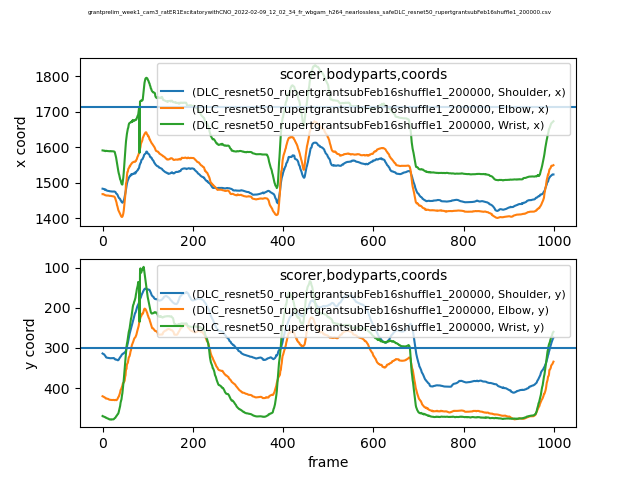 grantprelim_week1_cam3_ratER1ExcitatorywithCNO_2022-02-09_12_02_34_fr_wbgam_h264_nearlossless_safeDLC_resnet50_rupertgrantsubFeb16shuffle1_200000.csv
scorer,bodyparts,coords
(DLC_resnet50_rupertgrantsubFeb16shuffle1_200000, Shoulder, x)
(DLC_resnet50_rupertgrantsubFeb16shuffle1_200000, Elbow, x)
(DLC_resnet50_rupertgrantsubFeb16shuffle1_200000, Wrist, x)
x coord
1800
1700
1600
1500
1400
0 200 400 600 800 1000
scorer,bodyparts,coords
(DLC_resnet50_rupertgrantsubFeb16shuffle1_200000, Shoulder, y)
(DLC_resnet50_rupertgrantsubFeb16shuffle1_200000, Elbow, y)
(DLC_resnet50_rupertgrantsubFeb16shuffle1_200000, Wrist, y)
y coord
100
200
300
400
0 200 400 600 800 1000
frame